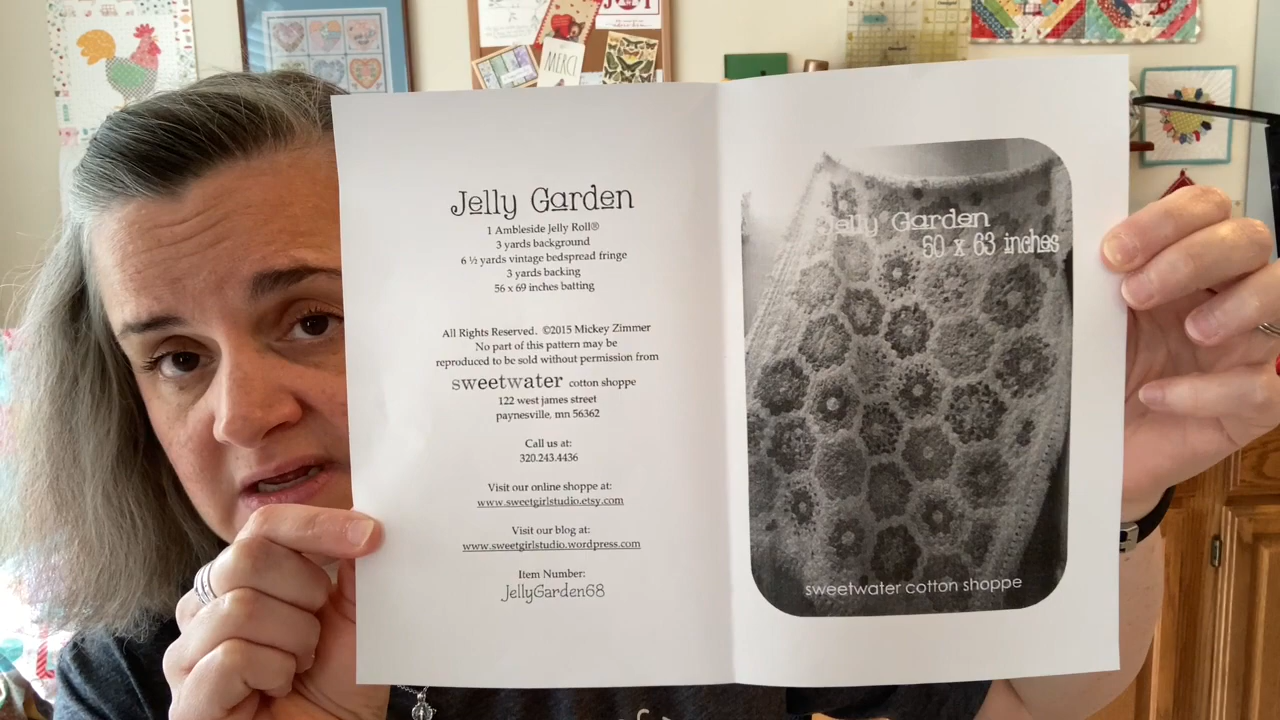 MERCI
Jelly Garden
1 Ambleside Jelly Roll®
3 yards background
6 ½ yards vintage bedspread fringe
3 yards backing
56 x 69 inches batting
All Rights Reserved. ©2015 Mickey Zimmer
No part of this pattern may be
reproduced to be sold without permission from
sweetwater cotton shoppe
122 west james street
paynesville, mn 56362
Call us at:
320.243.4436
Visit our online shoppe at:
www.sweetgirlstudio.etsy.com
Visit our blog at:
www.sweetgirlstudio.wordpress.com
Item Number:
JellyGarden68
Jelly Garden
50 x 63 inches
sweetwater cotton shoppe